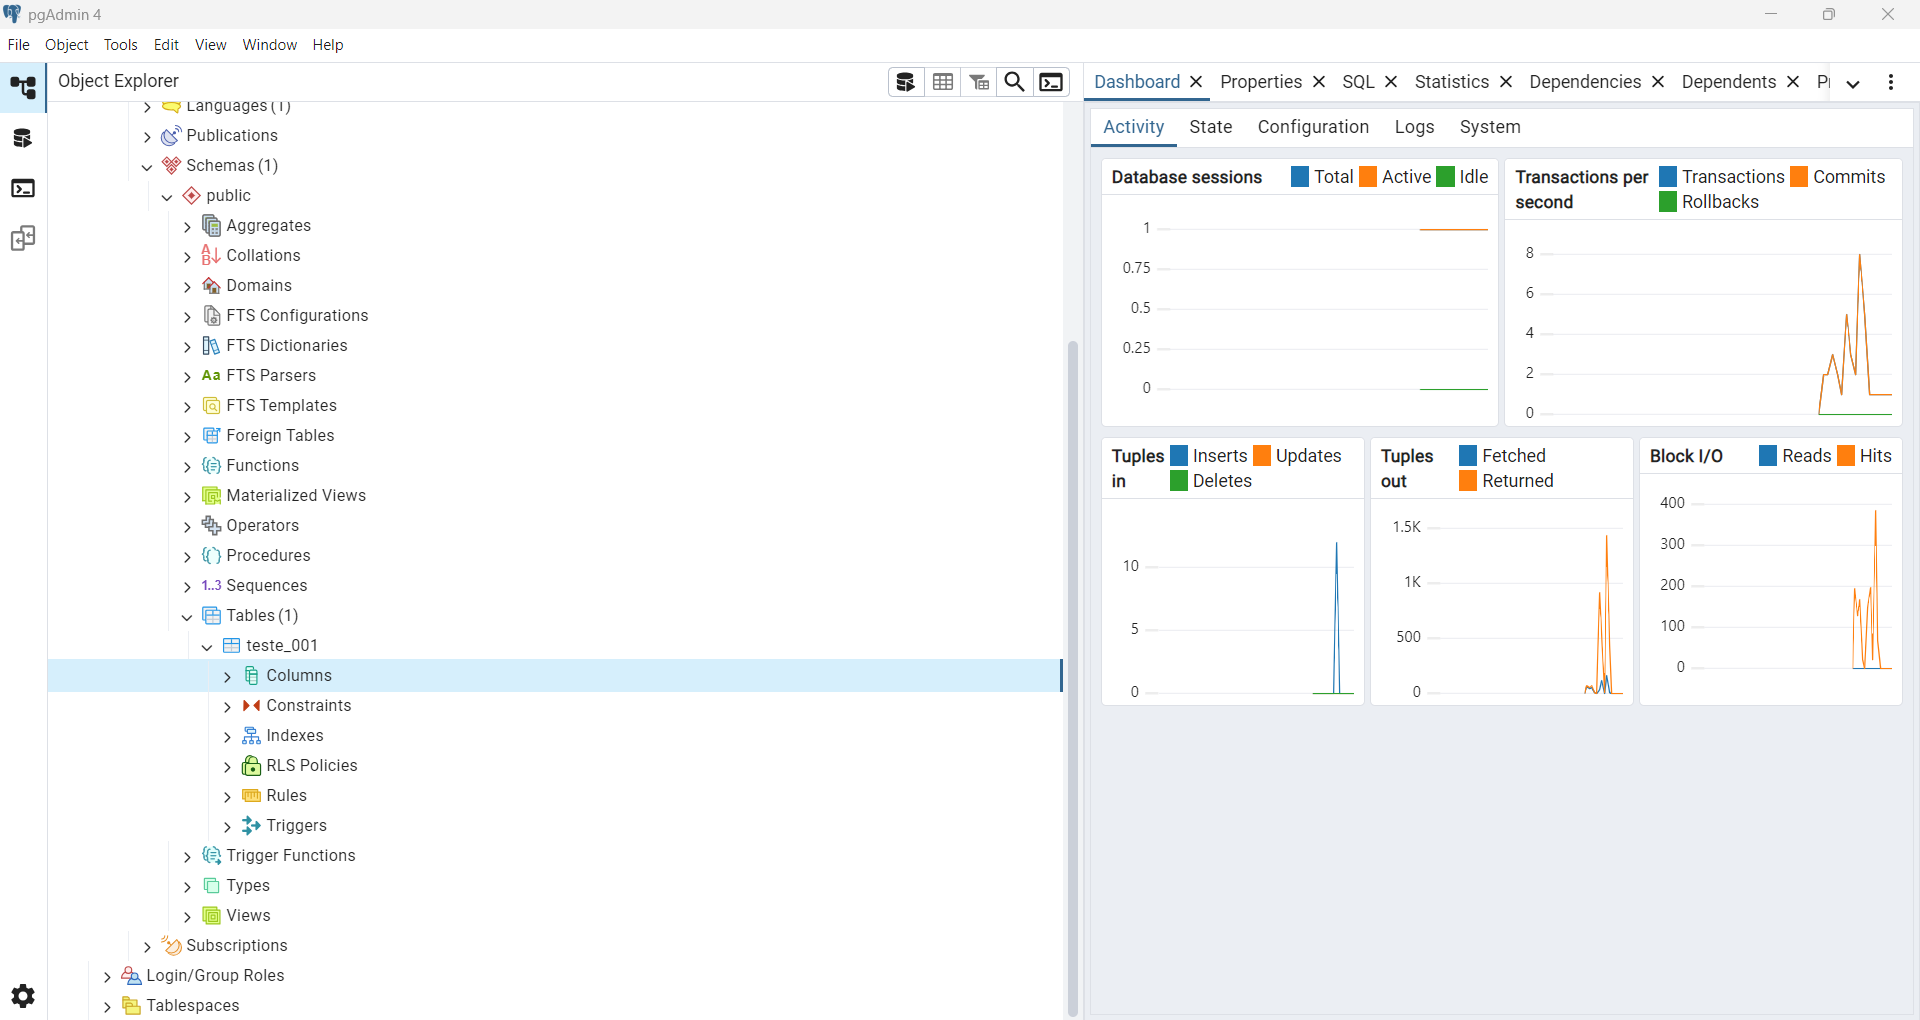 pgAdmin 4
File Object Tools Edit View Window Help
Object Explorer
Languages (1)
Publications
Schemas (1)
public
Aggregates
Collations
Domains
FTS Configurations
FTS Dictionaries
FTS Parsers
FTS Templates
Foreign Tables
Functions
Materialized Views
Operators
Procedures
1..3 Sequences
Tables (1)
teste_001
Columns
Constraints
Indexes
RLS Policies
Rules
Triggers
Trigger Functions
Types
Views
Subscriptions
Login/Group Roles
Tablespaces
Dashboard Properties SQL Statistics Dependencies Dependents
Activity State Configuration Logs System
Database sessions Total Active Idle
1
0.75
0.5
0.25
0
Transactions per second Transactions Commits
Rollbacks
8
6
4
2
0
Tuples in Inserts Updates
Deletes
10
5
0
Tuples out Fetched
Returned
1.5K
1K
500
0
Block I/O Reads Hits
400
300
200
100
0